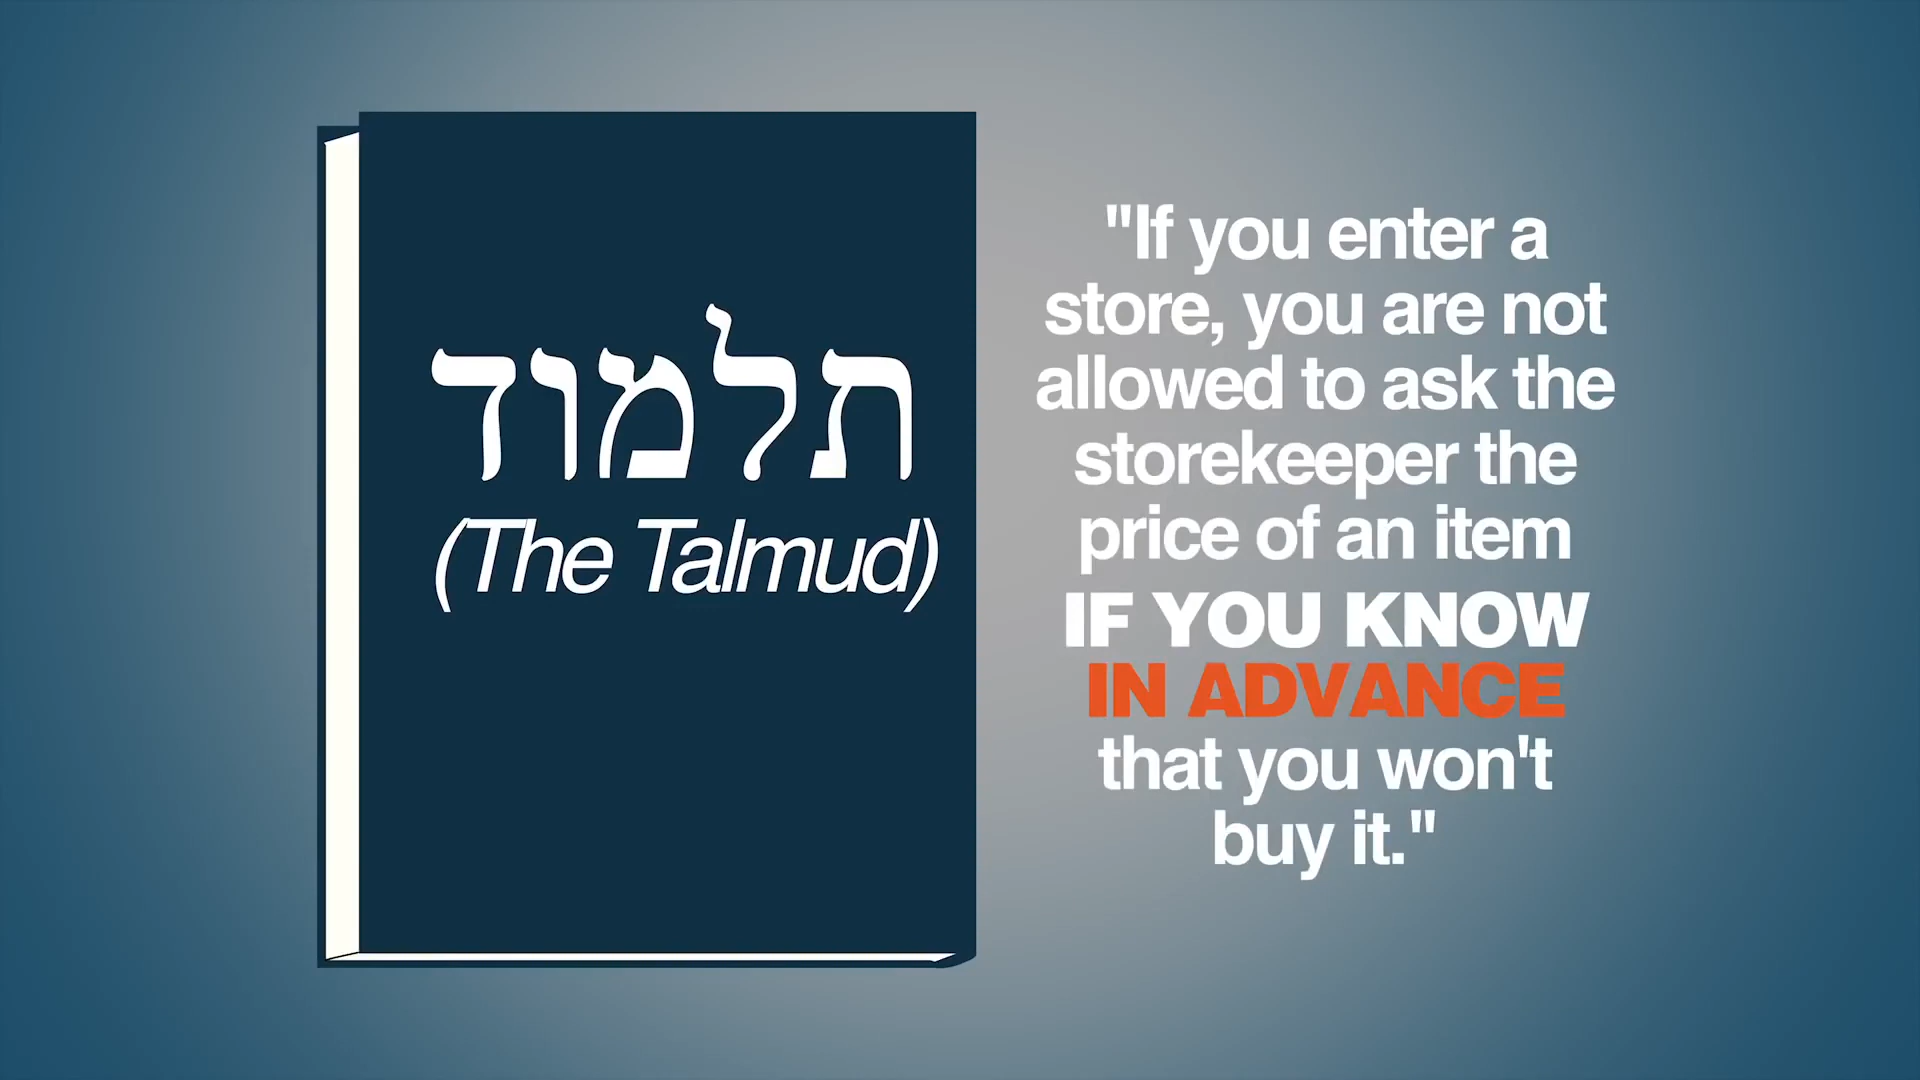 תלמוד
(The Talmud)
"If you enter a
store, you are not
allowed to ask the
storekeeper the
price of an item
IF YOU KNOW
IN ADVANCE
that you won't
buy it."